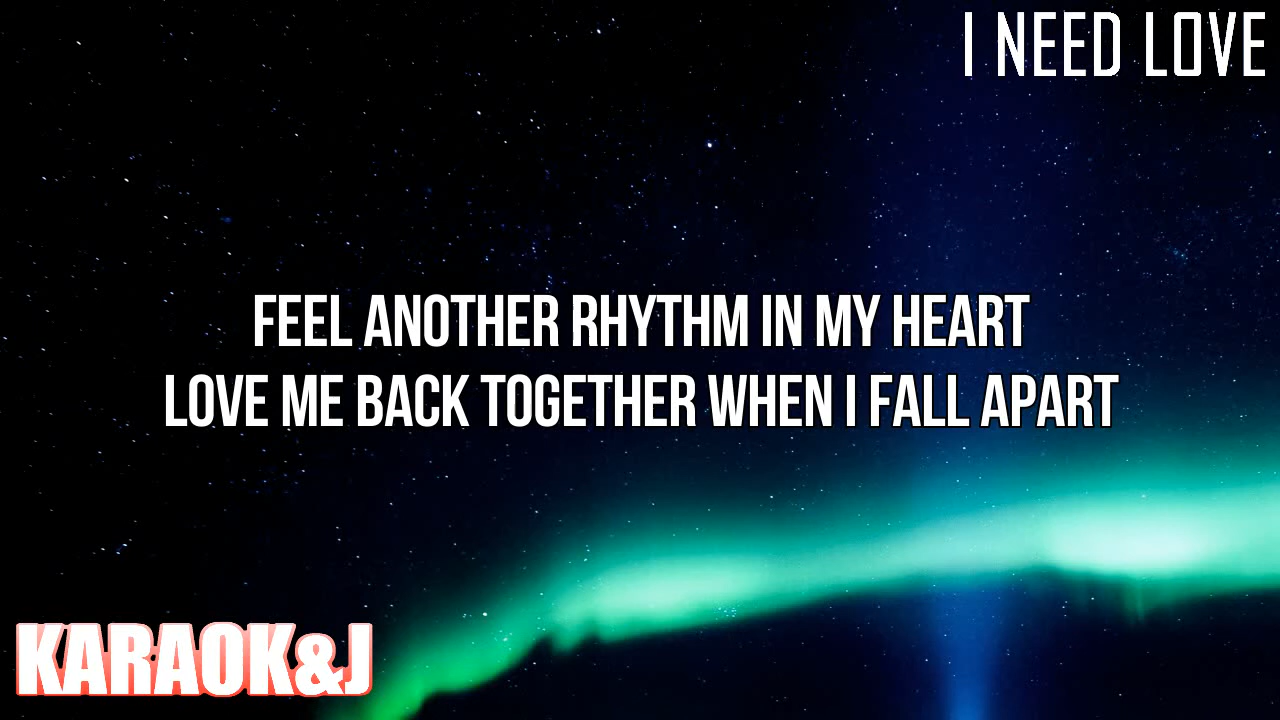 I NEED LOVE
FEEL ANOTHER RHYTHM IN MY HEART
LOVE ME BACK TOGETHER WHEN I FALL APART
KARAOK&J